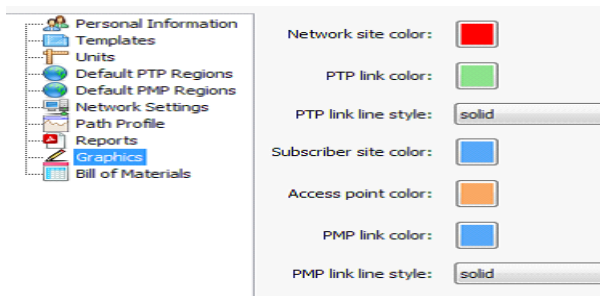 Personal Information
Templates
Units
Default PTP Regions
Default PMP Regions
Network Settings
Path Profile
Reports
Graphics
Bill of Materials
Network site color:
PTP link color:
PTP link line style: solid
Subscriber site color:
Access point color:
PMP link color:
PMP link line style: solid